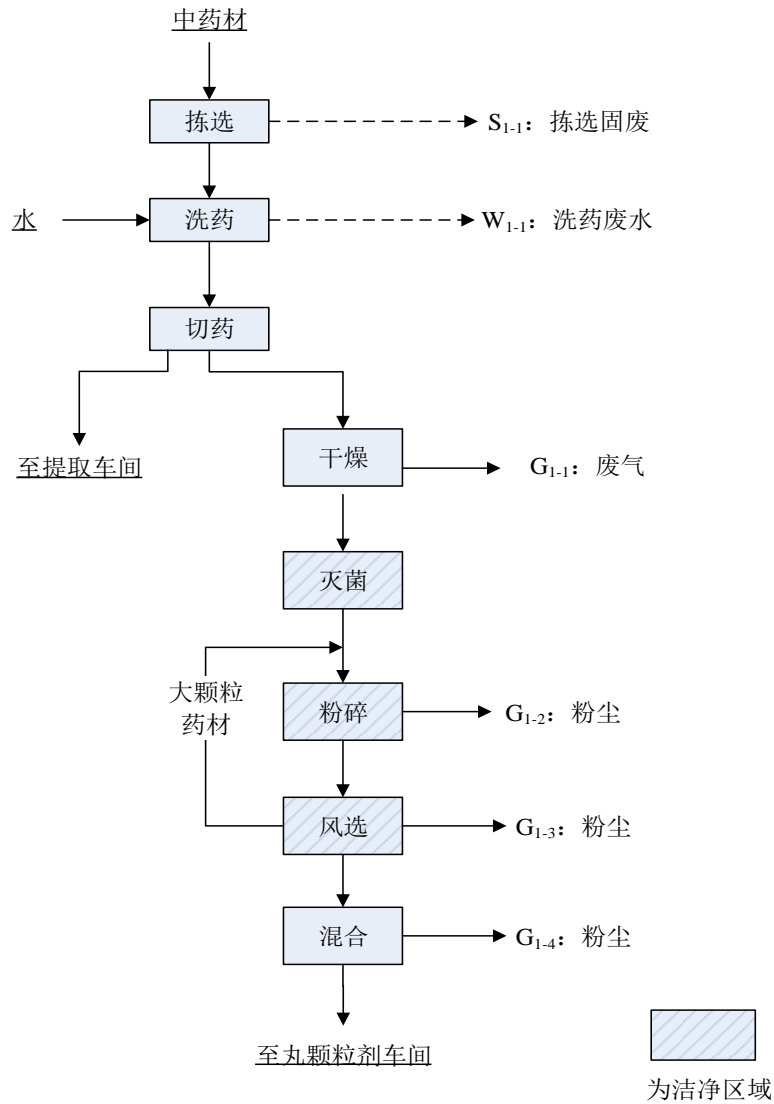 中药材
拣选
S1-1：拣选固废
水
洗药
W1-1：洗药废水
切药
至提取车间
干燥
G1-1：废气
灭菌
大颗粒
药材
粉碎
G1-2：粉尘
风选
G1-3：粉尘
混合
G1-4：粉尘
至丸颗粒剂车间
为洁净区域